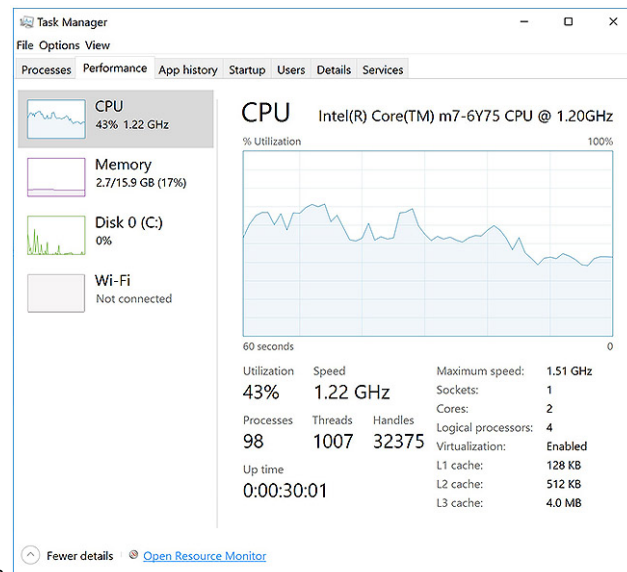 Task Manager
File Options View
Processes Performance App history Startup Users Details Services
CPU
43% 1.22 GHz
Memory
2.7/15.9 GB (17%)
Disk 0 (C:)
0%
Wi-Fi
Not connected
CPU Intel(R) Core(TM) m7-6Y75 CPU @ 1.20GHz
% Utilization 100%
60 seconds 0
Utilization Speed
43% 1.22 GHz
Processes Threads Handles
98 1007 32375
Up time
0:00:30:01
Maximum speed: 1.51 GHz
Sockets: 1
Cores: 2
Logical processors: 4
Virtualization: Enabled
L1 cache: 128 KB
L2 cache: 512 KB
L3 cache: 4.0 MB
Fewer details Open Resource Monitor